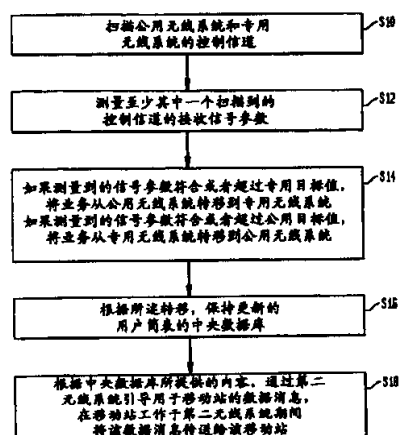 扫描公用无线系统和专用
无线系统的控制信道
S10
测量至少其中一个扫描到的
控制信道的接收信号参数
S12
如果测量到的信号参数符合或者超过专用目标值，
将业务从公用无线系统转移到专用无线系统
如果测量到的信号参数符合或者超过公用目标值，
将业务从专用无线系统转移到公用无线系统
S14
根据所述转移，保持更新的
用户简表的中央数据库
S16
根据中央数据库所提供的内容，通过第二
无线系统引导用于移动站的数据消息，
在移动站工作于第二无线系统期间
将该数据消息传送给该移动站
S18